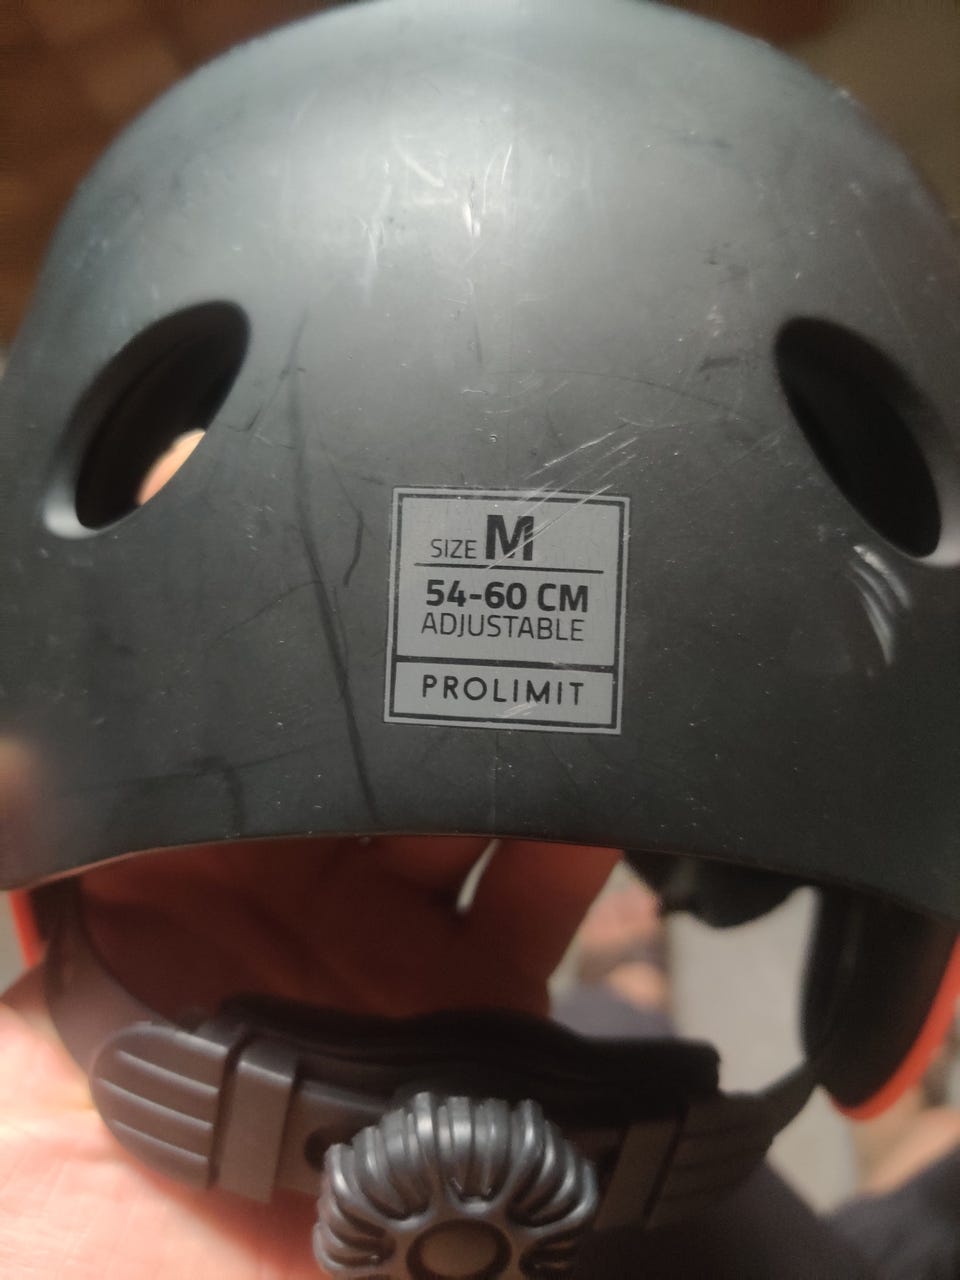 SIZE M
54-60 CM
ADJUSTABLE
PROLIMIT